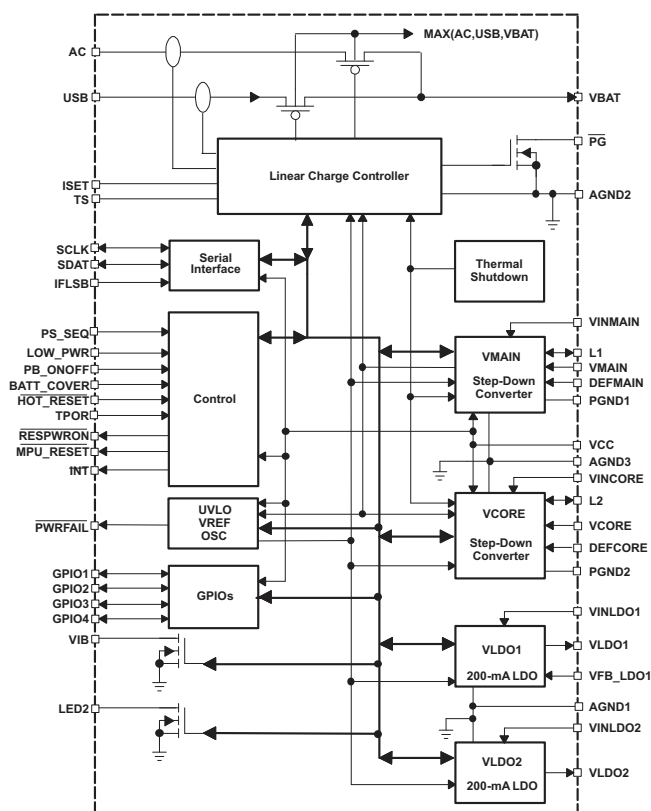 MAX(AC,USB,VBAT)
AC
USB
VBAT
PG
Linear Charge Controller
ISET
TS
AGND2
SCLK
SDAT
IFLSB
Serial
Interface
Thermal
Shutdown
PS_SEQ
LOW_PWR
PB_ONOFF
BATT_COVER
HOT_RESET
TPOR
RESPWRON
MPU_RESET
INT
Control
VINMAIN
VMAIN
Step-Down
Converter
L1
VMAIN
DEFMAIN
PGND1
VCC
AGND3
VINCORE
PWRFAIL
UVLO
VREF
OSC
VCORE
Step-Down
Converter
L2
VCORE
DEFCORE
PGND2
GPIO1
GPIO2
GPIO3
GPIO4
GPIOs
VIB
VINLDO1
VLDO1
200-mA LDO
VLDO1
VFB_LDO1
AGND1
LED2
VINLDO2
VLDO2
200-mA LDO
VLDO2